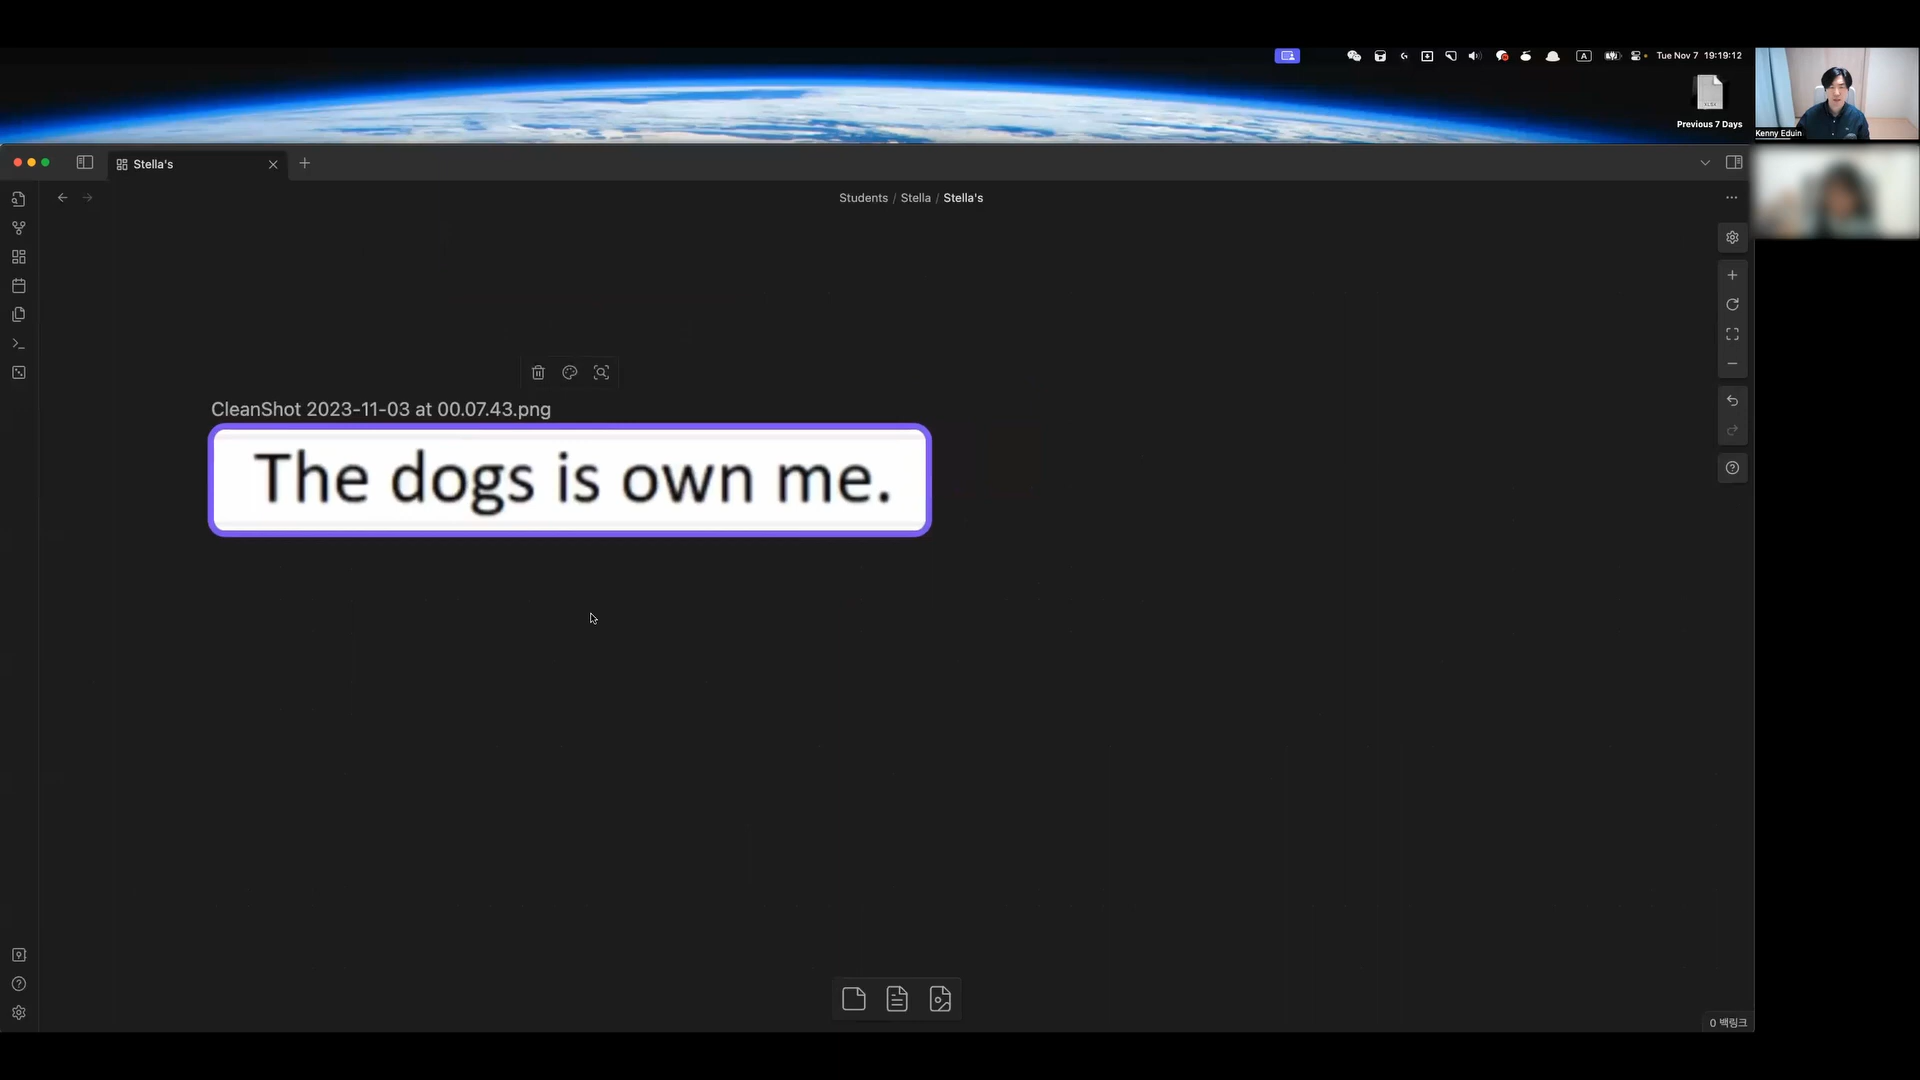 Tue Nov 7 19:19:12
A
XLSX
Previous 7 Days
Kenny Eduin
Stella's
Students / Stella / Stella's
CleanShot 2023-11-03 at 00.07.43.png
The dogs is own me.
0 백링크